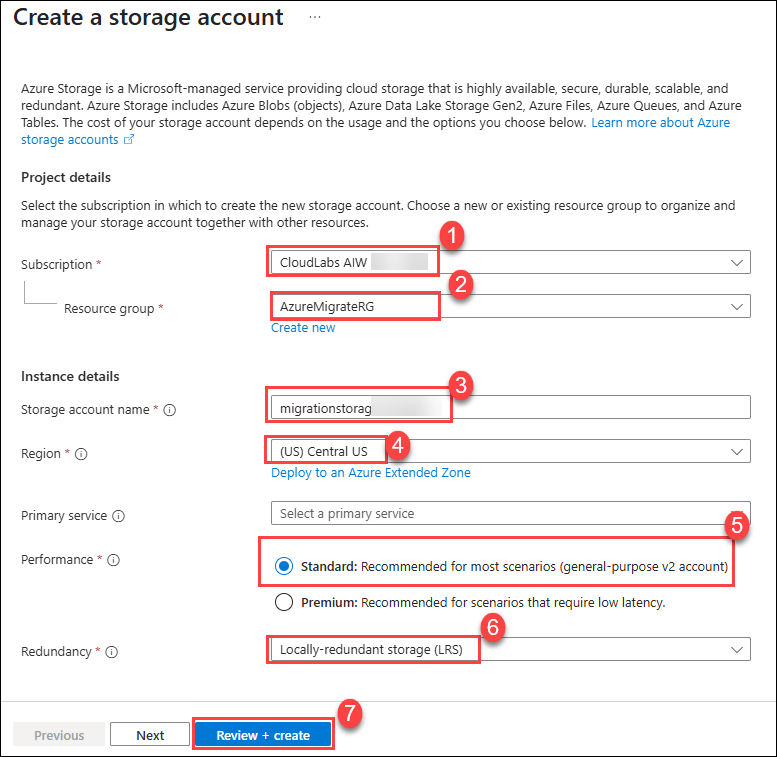 Create a storage account ...
Azure Storage is a Microsoft-managed service providing cloud storage that is highly available, secure, durable, scalable, and
redundant. Azure Storage includes Azure Blobs (objects), Azure Data Lake Storage Gen2, Azure Files, Azure Queues, and Azure
Tables. The cost of your storage account depends on the usage and the options you choose below. Learn more about Azure
storage accounts
Project details
Select the subscription in which to create the new storage account. Choose a new or existing resource group to organize and
manage your storage account together with other resources.
1
Subscription * CloudLabs AIW
2
Resource group * AzureMigrateRG
Create new
Instance details
3
Storage account name * migrationstorag
4
Region * (US) Central US
Deploy to an Azure Extended Zone
Primary service Select a primary service
5
Performance * Standard: Recommended for most scenarios (general-purpose v2 account)
Premium: Recommended for scenarios that require low latency.
6
Redundancy * Locally-redundant storage (LRS)
7
Previous Next Review + create